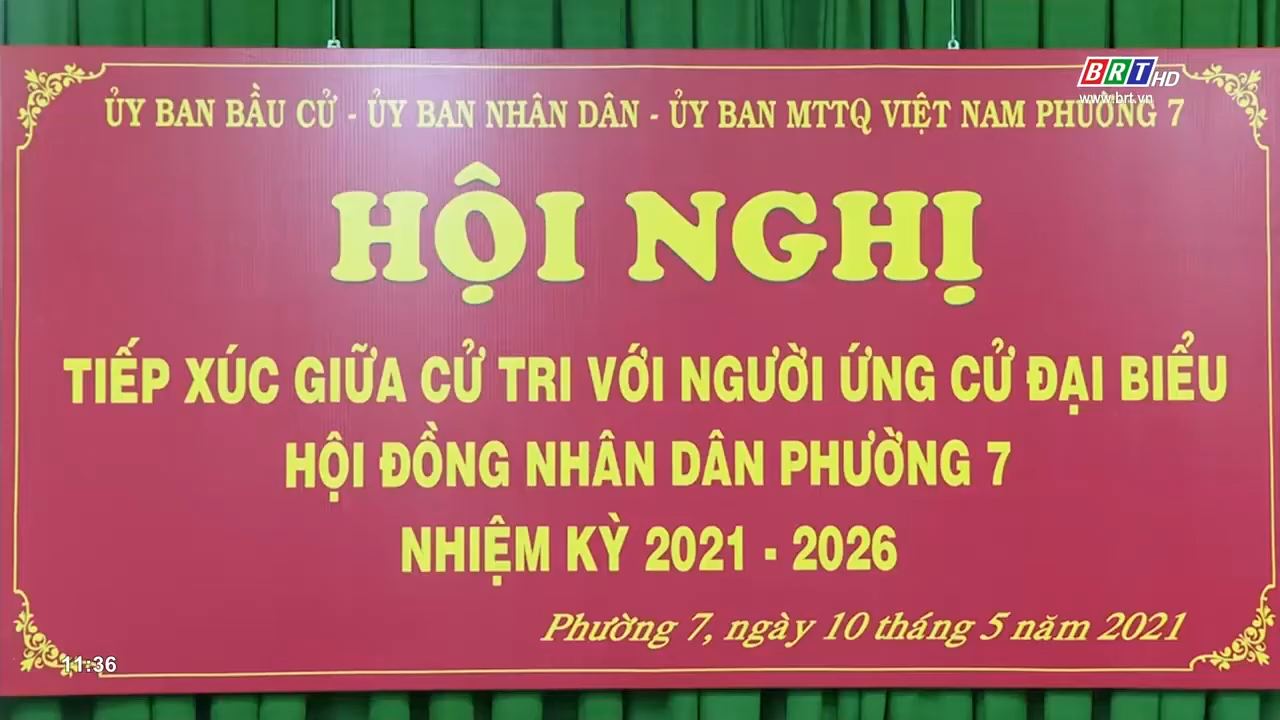 BRT HD
www.brt.vn
ỦY BAN BẦU CỬ - ỦY BAN NHÂN DÂN - ỦY BAN MTTQ VIỆT NAM PHƯỜNG 7
HỘI NGHỊ
TIẾP XÚC GIỮA CỬ TRI VỚI NGƯỜI ỨNG CỬ ĐẠI BIỂU
HỘI ĐỒNG NHÂN DÂN PHƯỜNG 7
NHIỆM KỲ 2021 - 2026
Phường 7, ngày 10 tháng 5 năm 2021
11:36